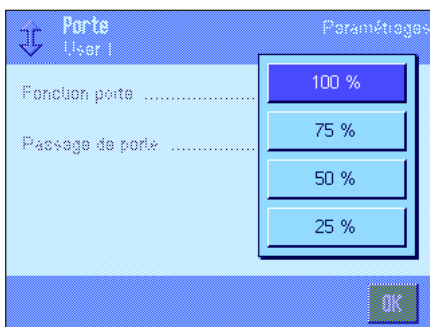 Porte
Paramétrages
User 1
Fonction porte ....................
Passage de porte ...............
100 %
75 %
50 %
25 %
OK